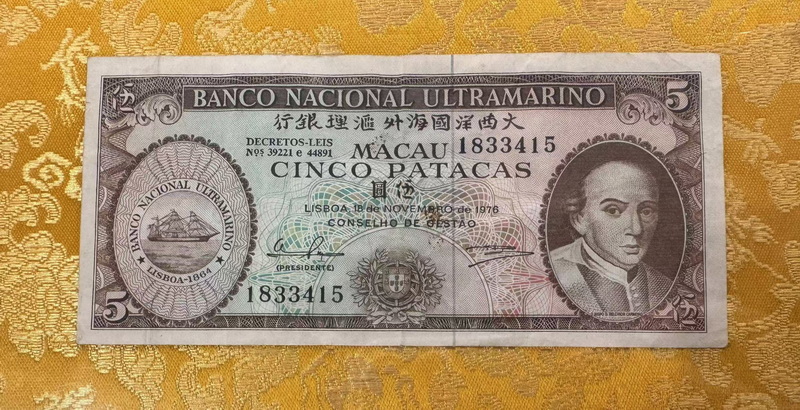 伍
BANCO NACIONAL ULTRAMARINO
5
大西洋國海外滙理銀行
DECRETOS-LEIS
Nos 39221 e 44891
MACAU
1833415
CINCO PATACAS
伍圓
LISBOA, 18 de NOVEMBRO de 1976
CONSELHO DE GESTÃO
BANCO NACIONAL ULTRAMARINO
LISBOA-1864
(PRESIDENTE)
1833415
5
伍